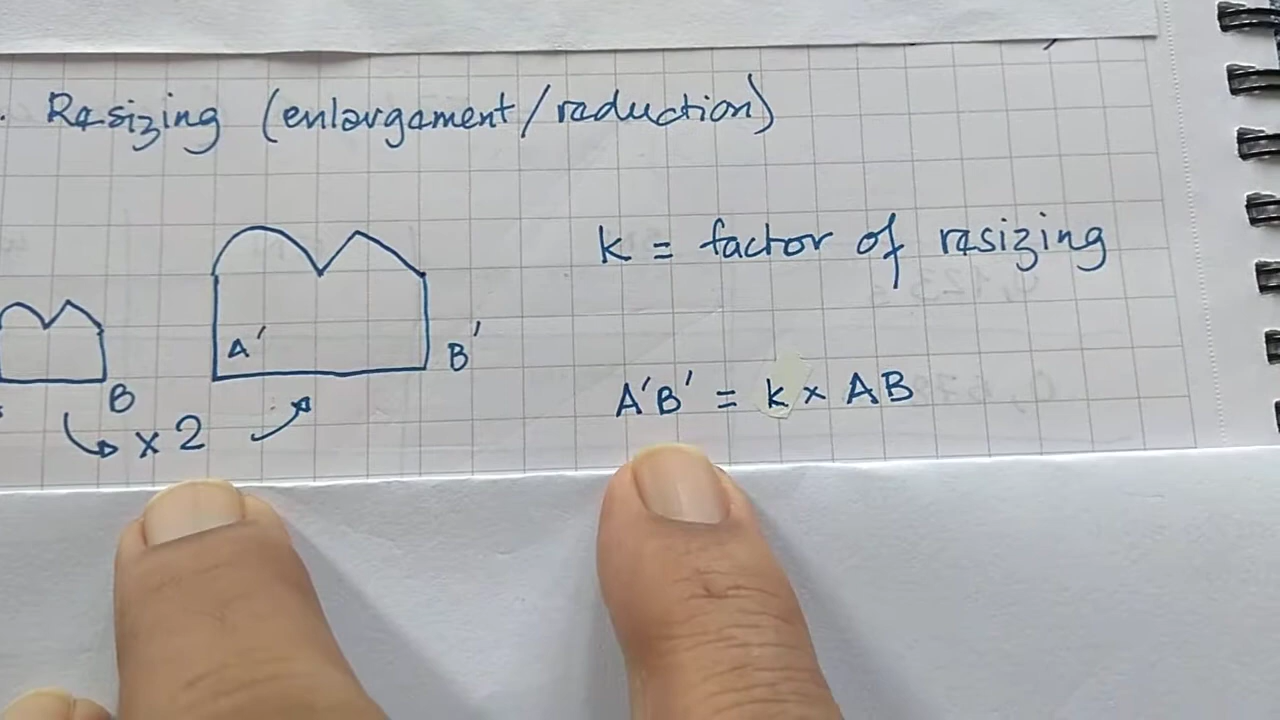 Resizing (enlargement/reduction)
k = factor of resizing
A' B'
B
x 2
A'B' = k x AB